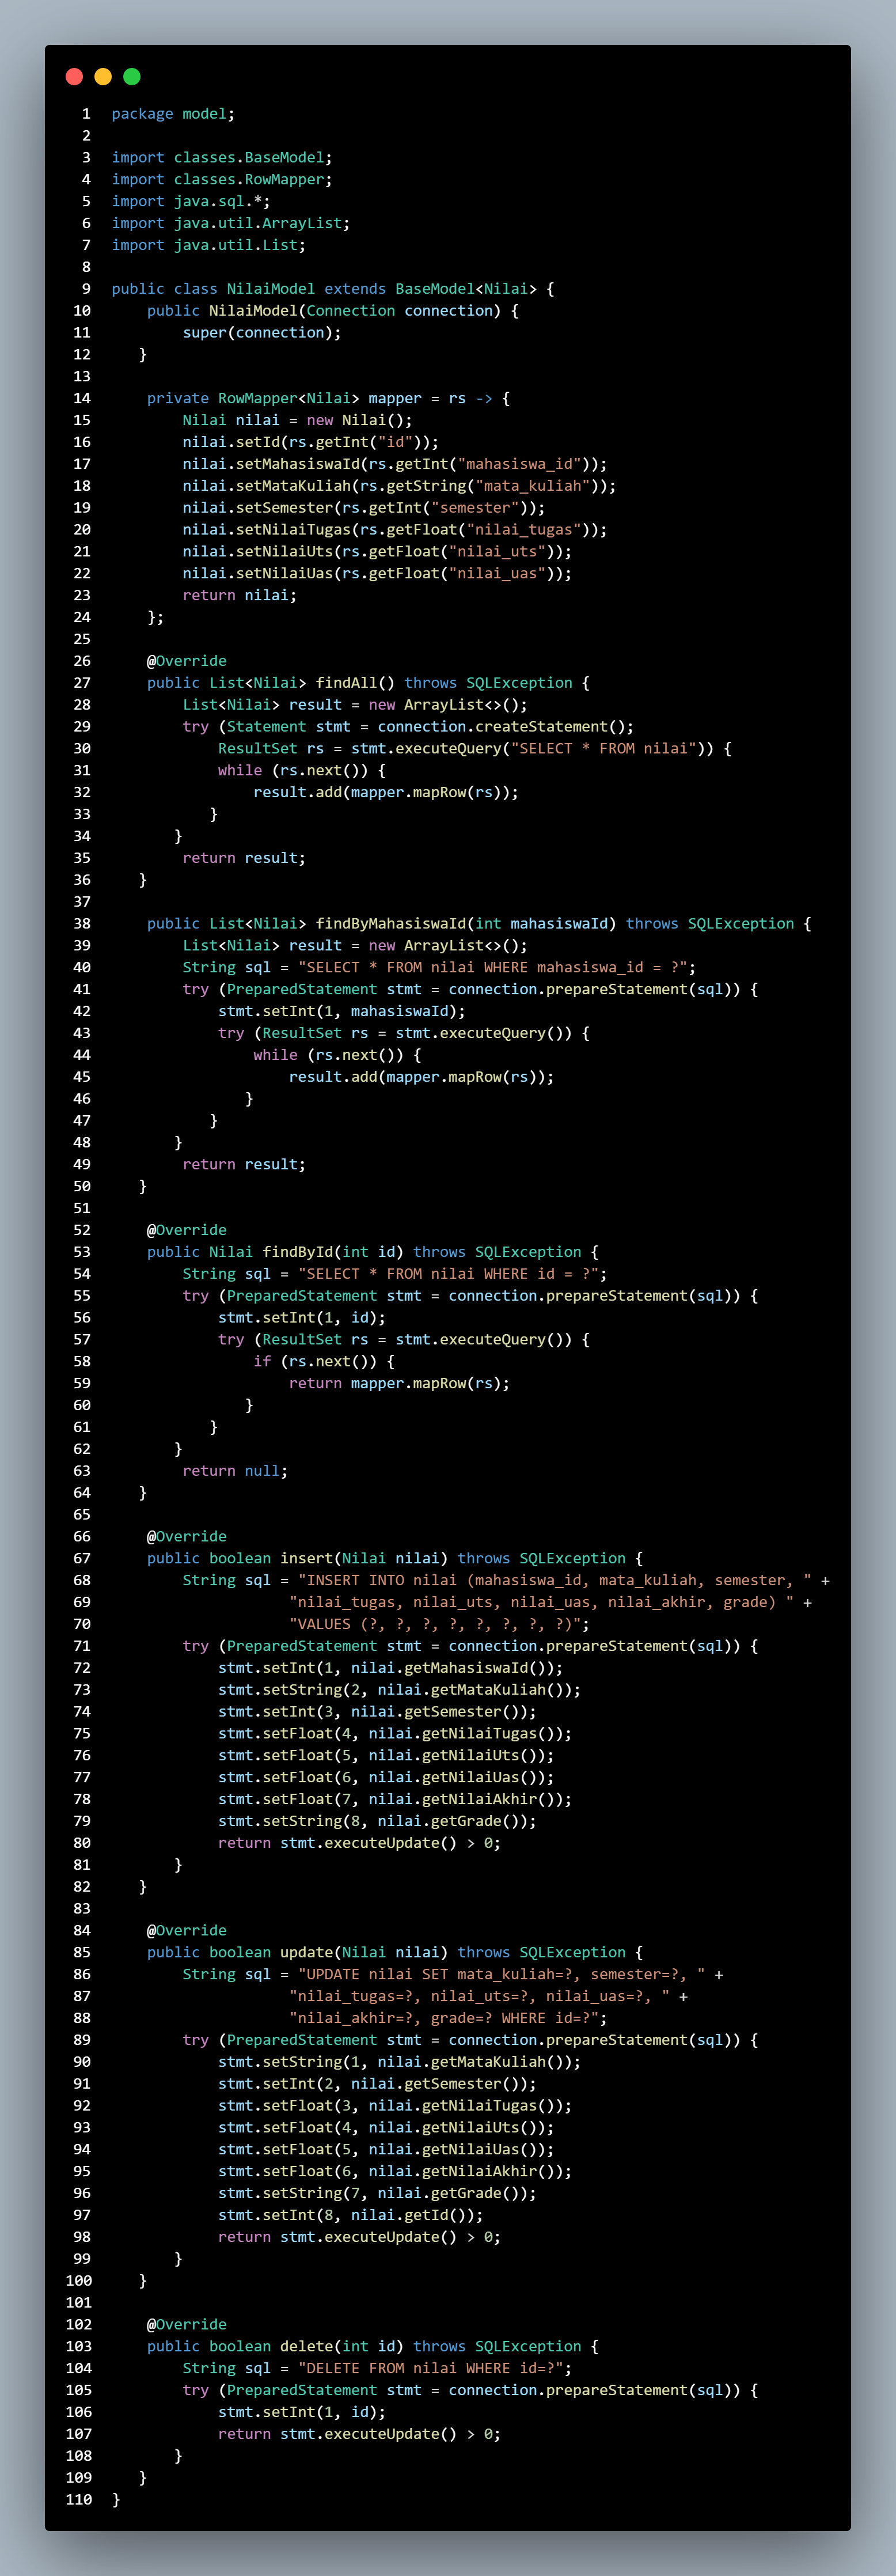 1 package model;
2
3 import classes.BaseModel;
4 import classes.RowMapper;
5 import java.sql.*;
6 import java.util.ArrayList;
7 import java.util.List;
8
9 public class NilaiModel extends BaseModel<Nilai> {
10     public NilaiModel(Connection connection) {
11         super(connection);
12    }
13
14     private RowMapper<Nilai> mapper = rs -> {
15         Nilai nilai = new Nilai();
16         nilai.setId(rs.getInt("id"));
17         nilai.setMahasiswaId(rs.getInt("mahasiswa_id"));
18         nilai.setMataKuliah(rs.getString("mata_kuliah"));
19         nilai.setSemester(rs.getInt("semester"));
20         nilai.setNilaiTugas(rs.getFloat("nilai_tugas"));
21         nilai.setNilaiUts(rs.getFloat("nilai_uts"));
22         nilai.setNilaiUas(rs.getFloat("nilai_uas"));
23         return nilai;
24     };
25
26     @Override
27     public List<Nilai> findAll() throws SQLException {
28         List<Nilai> result = new ArrayList<>();
29         try (Statement stmt = connection.createStatement();
30             ResultSet rs = stmt.executeQuery("SELECT * FROM nilai")) {
31             while (rs.next()) {
32                 result.add(mapper.mapRow(rs));
33            }
34        }
35         return result;
36    }
37
38     public List<Nilai> findByMahasiswaId(int mahasiswaId) throws SQLException {
39         List<Nilai> result = new ArrayList<>();
40         String sql = "SELECT * FROM nilai WHERE mahasiswa_id = ?";
41         try (PreparedStatement stmt = connection.prepareStatement(sql)) {
42             stmt.setInt(1, mahasiswaId);
43             try (ResultSet rs = stmt.executeQuery()) {
44                 while (rs.next()) {
45                     result.add(mapper.mapRow(rs));
46                }
47            }
48        }
49         return result;
50    }
51
52     @Override
53     public Nilai findById(int id) throws SQLException {
54         String sql = "SELECT * FROM nilai WHERE id = ?";
55         try (PreparedStatement stmt = connection.prepareStatement(sql)) {
56             stmt.setInt(1, id);
57             try (ResultSet rs = stmt.executeQuery()) {
58                 if (rs.next()) {
59                     return mapper.mapRow(rs);
60                }
61            }
62        }
63         return null;
64    }
65
66     @Override
67     public boolean insert(Nilai nilai) throws SQLException {
68         String sql = "INSERT INTO nilai (mahasiswa_id, mata_kuliah, semester, " +
69                     "nilai_tugas, nilai_uts, nilai_uas, nilai_akhir, grade) " +
70                     "VALUES (?, ?, ?, ?, ?, ?, ?, ?)";
71         try (PreparedStatement stmt = connection.prepareStatement(sql)) {
72             stmt.setInt(1, nilai.getMahasiswaId());
73             stmt.setString(2, nilai.getMataKuliah());
74             stmt.setInt(3, nilai.getSemester());
75             stmt.setFloat(4, nilai.getNilaiTugas());
76             stmt.setFloat(5, nilai.getNilaiUts());
77             stmt.setFloat(6, nilai.getNilaiUas());
78             stmt.setFloat(7, nilai.getNilaiAkhir());
79             stmt.setString(8, nilai.getGrade());
80             return stmt.executeUpdate() > 0;
81        }
82    }
83
84     @Override
85     public boolean update(Nilai nilai) throws SQLException {
86         String sql = "UPDATE nilai SET mata_kuliah=?, semester=?, " +
87                     "nilai_tugas=?, nilai_uts=?, nilai_uas=?, " +
88                     "nilai_akhir=?, grade=? WHERE id=?";
89         try (PreparedStatement stmt = connection.prepareStatement(sql)) {
90             stmt.setString(1, nilai.getMataKuliah());
91             stmt.setInt(2, nilai.getSemester());
92             stmt.setFloat(3, nilai.getNilaiTugas());
93             stmt.setFloat(4, nilai.getNilaiUts());
94             stmt.setFloat(5, nilai.getNilaiUas());
95             stmt.setFloat(6, nilai.getNilaiAkhir());
96             stmt.setString(7, nilai.getGrade());
97             stmt.setInt(8, nilai.getId());
98             return stmt.executeUpdate() > 0;
99        }
100    }
101
102     @Override
103     public boolean delete(int id) throws SQLException {
104         String sql = "DELETE FROM nilai WHERE id=?";
105         try (PreparedStatement stmt = connection.prepareStatement(sql)) {
106             stmt.setInt(1, id);
107             return stmt.executeUpdate() > 0;
108        }
109    }
110 }